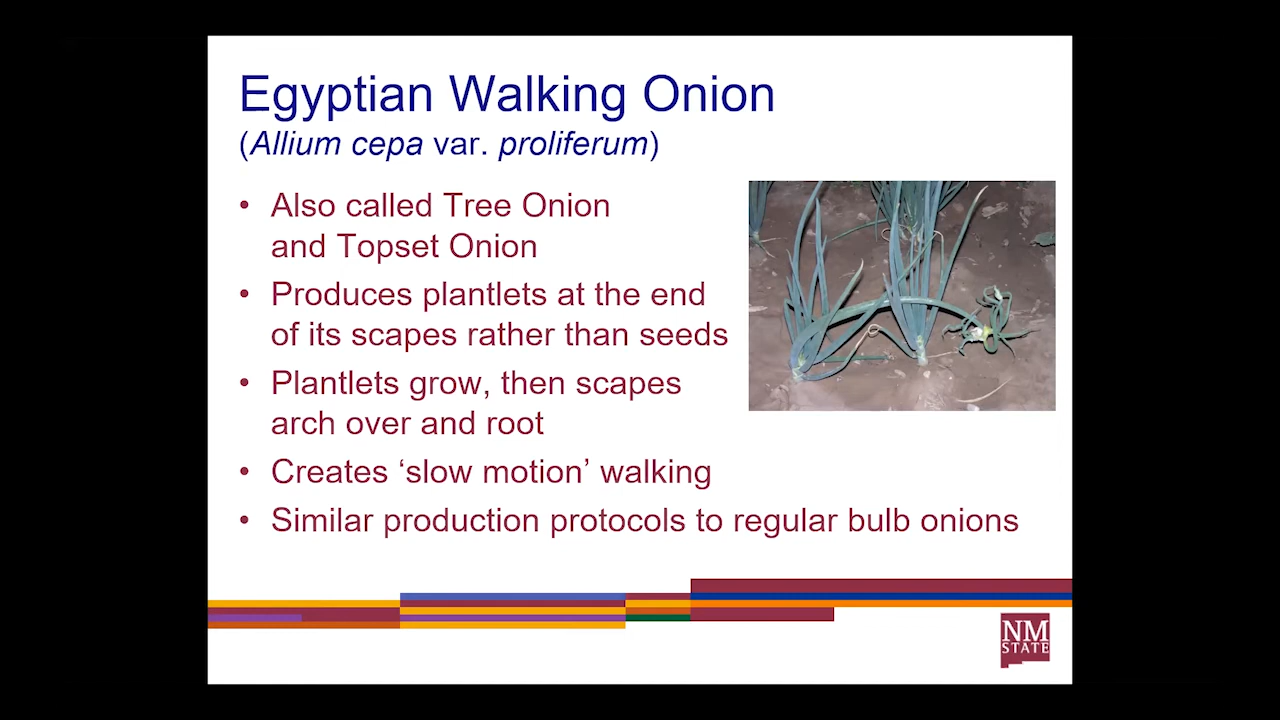 Egyptian Walking Onion
(Allium cepa var. proliferum)
• Also called Tree Onion
and Topset Onion
• Produces plantlets at the end
of its scapes rather than seeds
• Plantlets grow, then scapes
arch over and root
• Creates ‘slow motion’ walking
• Similar production protocols to regular bulb onions
NM
STATE